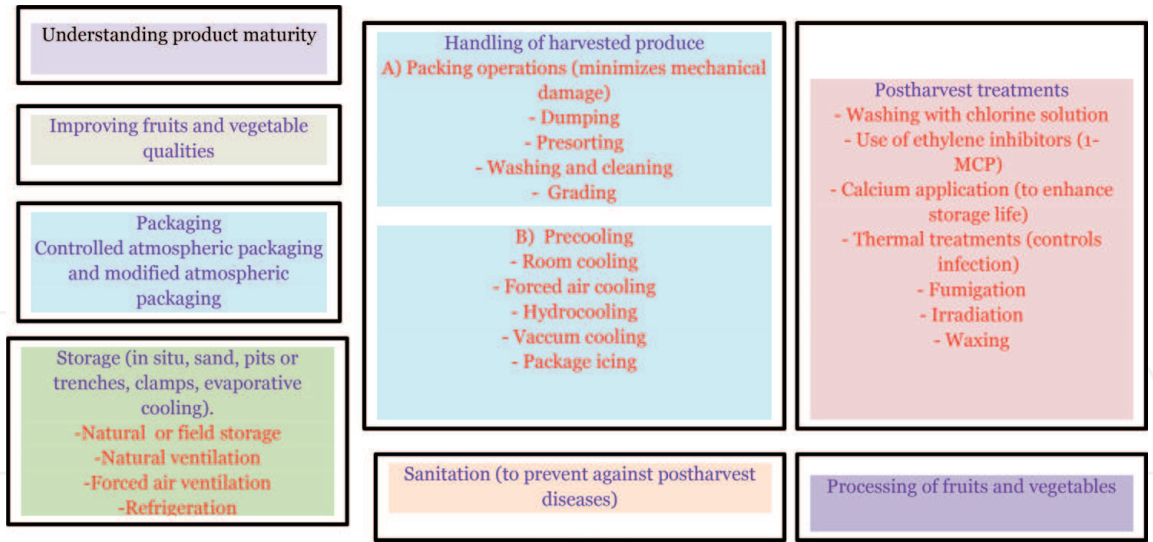 Understanding product maturity
Improving fruits and vegetable
qualities
Packaging
Controlled atmospheric packaging
and modified atmospheric
packaging
Storage (in situ, sand, pits or
trenches, clamps, evaporative
cooling).
-Natural or field storage
-Natural ventilation
-Forced air ventilation
-Refrigeration
Handling of harvested produce
A) Packing operations (minimizes mechanical
damage)
- Dumping
- Presorting
- Washing and cleaning
- Grading
B) Precooling
- Room cooling
- Forced air cooling
- Hydrocooling
- Vaccum cooling
- Package icing
Sanitation (to prevent against postharvest
diseases)
Postharvest treatments
- Washing with chlorine solution
- Use of ethylene inhibitors (1-
MCP)
- Calcium application (to enhance
storage life)
- Thermal treatments (controls
infection)
- Fumigation
- Irradiation
- Waxing
Processing of fruits and vegetables